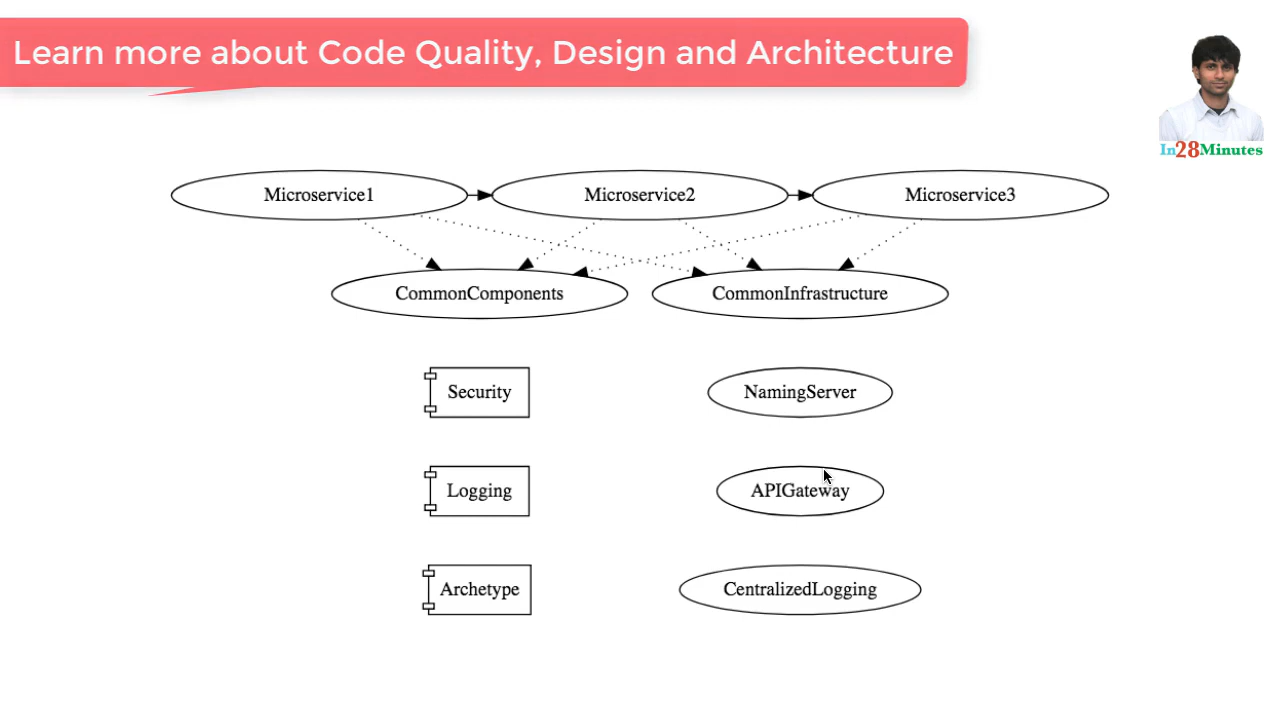 Learn more about Code Quality, Design and Architecture
In28Minutes
Microservice1
Microservice2
Microservice3
CommonComponents
CommonInfrastructure
Security
NamingServer
Logging
APIGateway
Archetype
CentralizedLogging